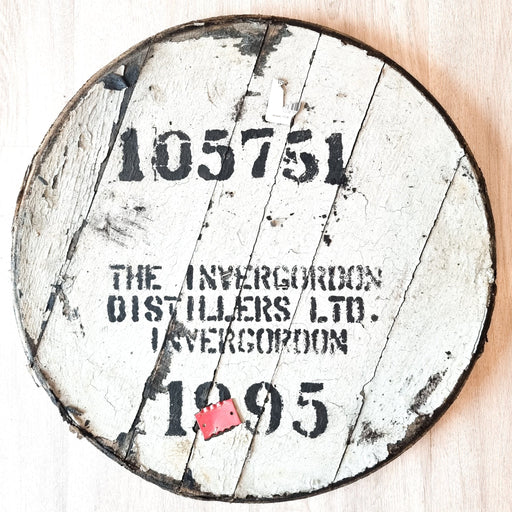 105751
THE INVERGORDON
DISTILLERS LTD.
INVERGORDON
1995